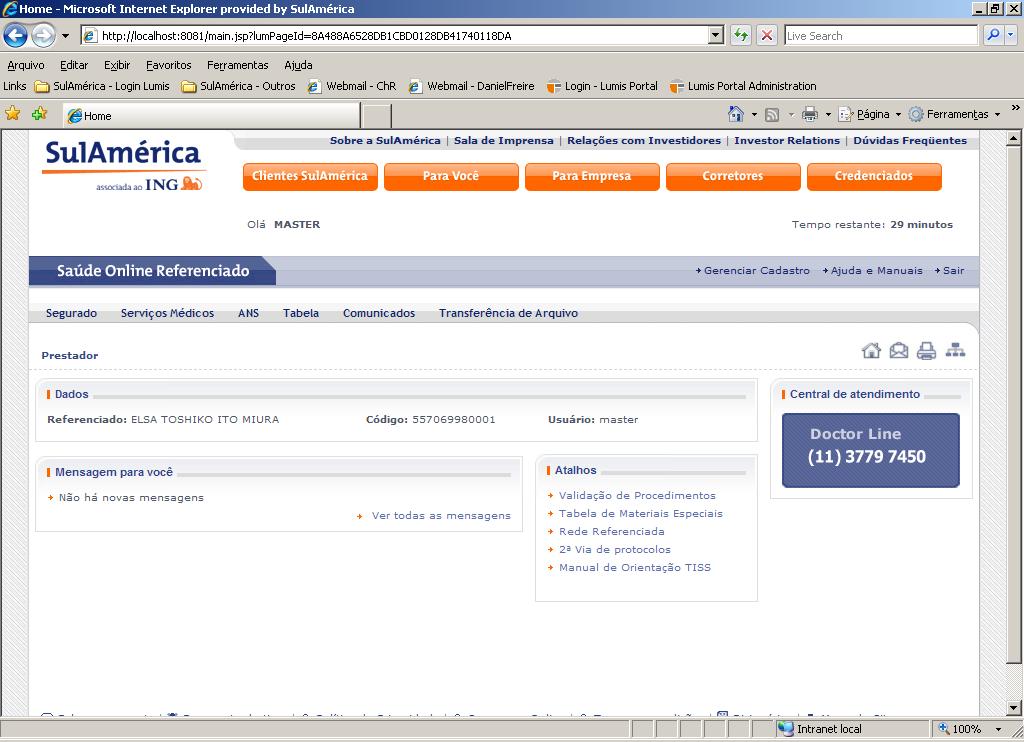 Home - Microsoft Internet Explorer provided by SulAmérica
http://localhost:8081/main.jsp?lumPageId=8A488A6528DB1CBD0128DB41740118DA
Live Search
Arquivo Editar Exibir Favoritos Ferramentas Ajuda
Links SulAmérica - Login Lumis SulAmérica - Outros Webmail - ChR Webmail - DanielFreire Login - Lumis Portal Lumis Portal Administration
Home Página Ferramentas
SulAmérica
associada ao ING
Sobre a SulAmérica | Sala de Imprensa | Relações com Investidores | Investor Relations | Dúvidas Freqüentes
Clientes SulAmérica Para Você Para Empresa Corretores Credenciados
Olá MASTER Tempo restante: 29 minutos
Saúde Online Referenciado Gerenciar Cadastro Ajuda e Manuais Sair
Segurado Serviços Médicos ANS Tabela Comunicados Transferência de Arquivo
Prestador
Dados
Referenciado: ELSA TOSHIKO ITO MIURA Código: 557069980001 Usuário: master
Central de atendimento
Doctor Line
(11) 3779 7450
Mensagem para você
Não há novas mensagens
Ver todas as mensagens
Atalhos
Validação de Procedimentos
Tabela de Materiais Especiais
Rede Referenciada
2ª Via de protocolos
Manual de Orientação TISS
Intranet local 100%